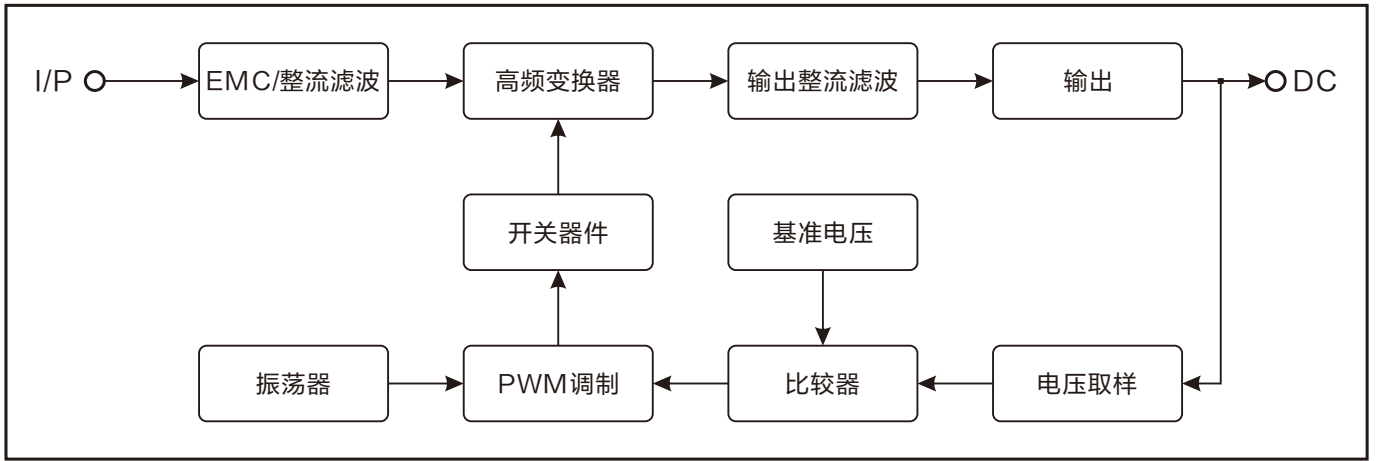 I/P
EMC/整流滤波
高频变换器
输出整流滤波
输出
DC
开关器件
基准电压
振荡器
PWM调制
比较器
电压取样